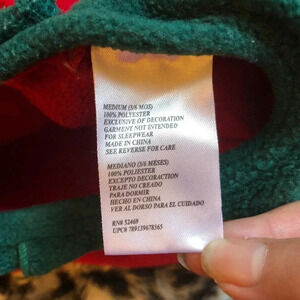 MEDIUM (3/6 MOS)
100% POLYESTER
EXCLUSIVE OF DECORATION
GARMENT NOT INTENDED
FOR SLEEPWEAR
MADE IN CHINA
SEE REVERSE FOR CARE
MEDIANO (3/6 MESES)
100% POLIESTER
EXCEPTO DECORACTION
TRAJE NO CREADO
PARA DORMIR
HECHO EN CHINA
VER AL DORSO PARA EL CUIDADO
RN# 52469
UPC# 789139678365